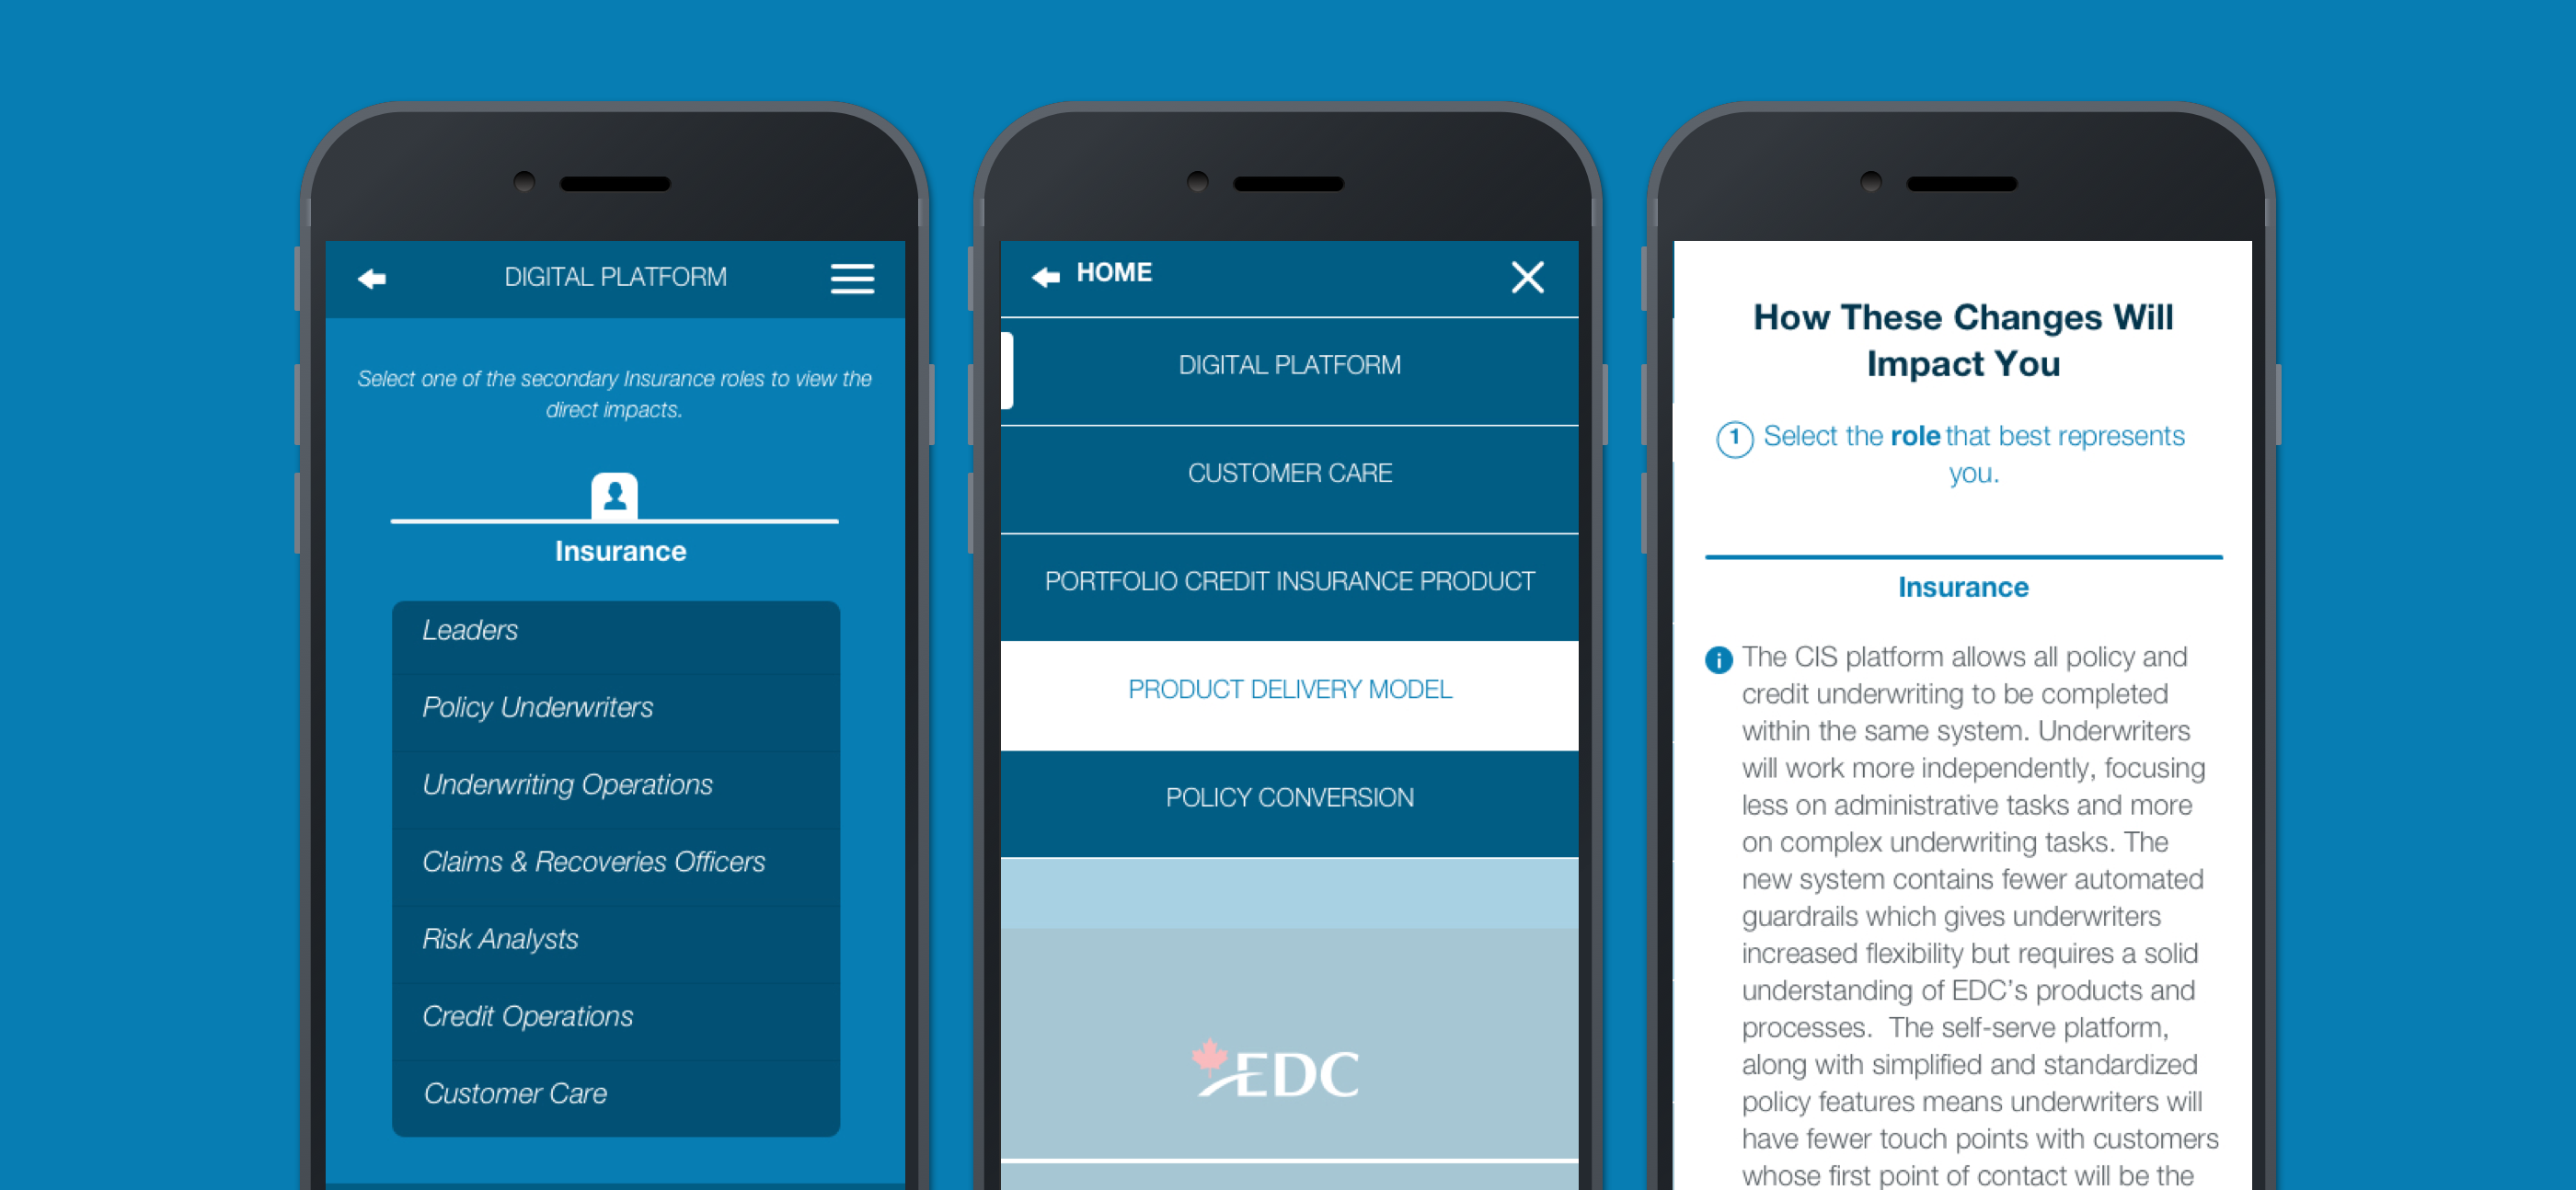 DIGITAL PLATFORM
Select one of the secondary Insurance roles to view the
direct impacts.
Insurance
Leaders
Policy Underwriters
Underwriting Operations
Claims & Recoveries Officers
Risk Analysts
Credit Operations
Customer Care
HOME
DIGITAL PLATFORM
CUSTOMER CARE
PORTFOLIO CREDIT INSURANCE PRODUCT
PRODUCT DELIVERY MODEL
POLICY CONVERSION
EDC
How These Changes Will
Impact You
1 Select the role that best represents
you.
Insurance
i The CIS platform allows all policy and
credit underwriting to be completed
within the same system. Underwriters
will work more independently, focusing
less on administrative tasks and more
on complex underwriting tasks. The
new system contains fewer automated
guardrails which gives underwriters
increased flexibility but requires a solid
understanding of EDC’s products and
processes. The self-serve platform,
along with simplified and standardized
policy features means underwriters will
have fewer touch points with customers
whose first point of contact will be the